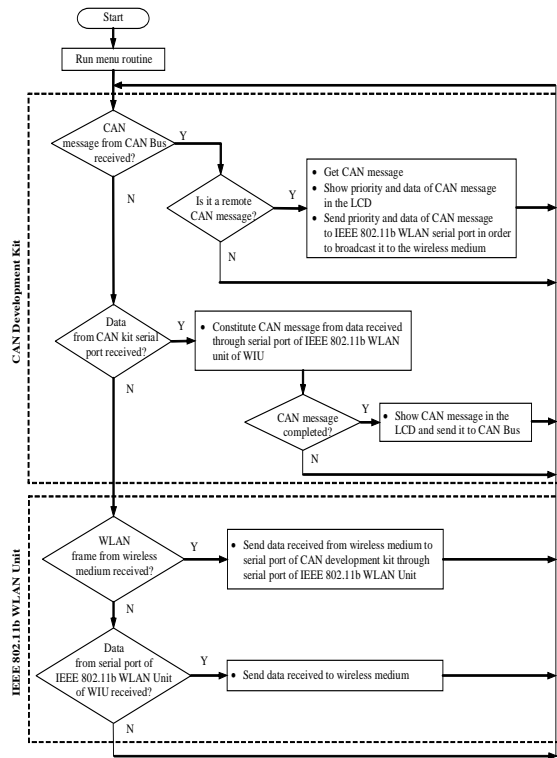 Start
Run menu routine
CAN Development Kit
CAN
message from CAN Bus
received?
Y
N
Is it a remote
CAN message?
Y
N
• Get CAN message
• Show priority and data of CAN message
in the LCD
• Send priority and data of CAN message
to IEEE 802.11b WLAN serial port in order
to broadcast it to the wireless medium
Data
from CAN kit serial
port received?
Y
N
• Constitute CAN message from data received
through serial port of IEEE 802.11b WLAN
unit of WIU
CAN message
completed?
Y
N
• Show CAN message in the
LCD and send it to CAN Bus
IEEE 802.11b WLAN Unit
WLAN
frame from wireless
medium received?
Y
N
• Send data received from wireless medium to
serial port of CAN development kit through
serial port of IEEE 802.11b WLAN Unit
Data
from serial port of
IEEE 802.11b WLAN Unit
of WIU received?
Y
N
• Send data received to wireless medium